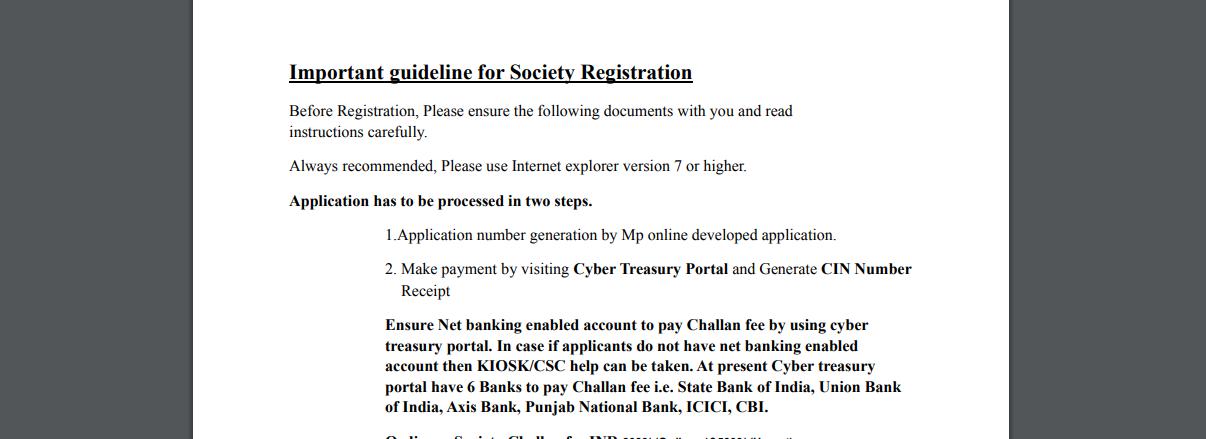 Important guideline for Society Registration
Before Registration, Please ensure the following documents with you and read
instructions carefully.
Always recommended, Please use Internet explorer version 7 or higher.
Application has to be processed in two steps.
1.Application number generation by Mp online developed application.
2. Make payment by visiting Cyber Treasury Portal and Generate CIN Number
Receipt
Ensure Net banking enabled account to pay Challan fee by using cyber
treasury portal. In case if applicants do not have net banking enabled
account then KIOSK/CSC help can be taken. At present Cyber treasury
portal have 6 Banks to pay Challan fee i.e. State Bank of India, Union Bank
of India, Axis Bank, Punjab National Bank, ICICI, CBI.